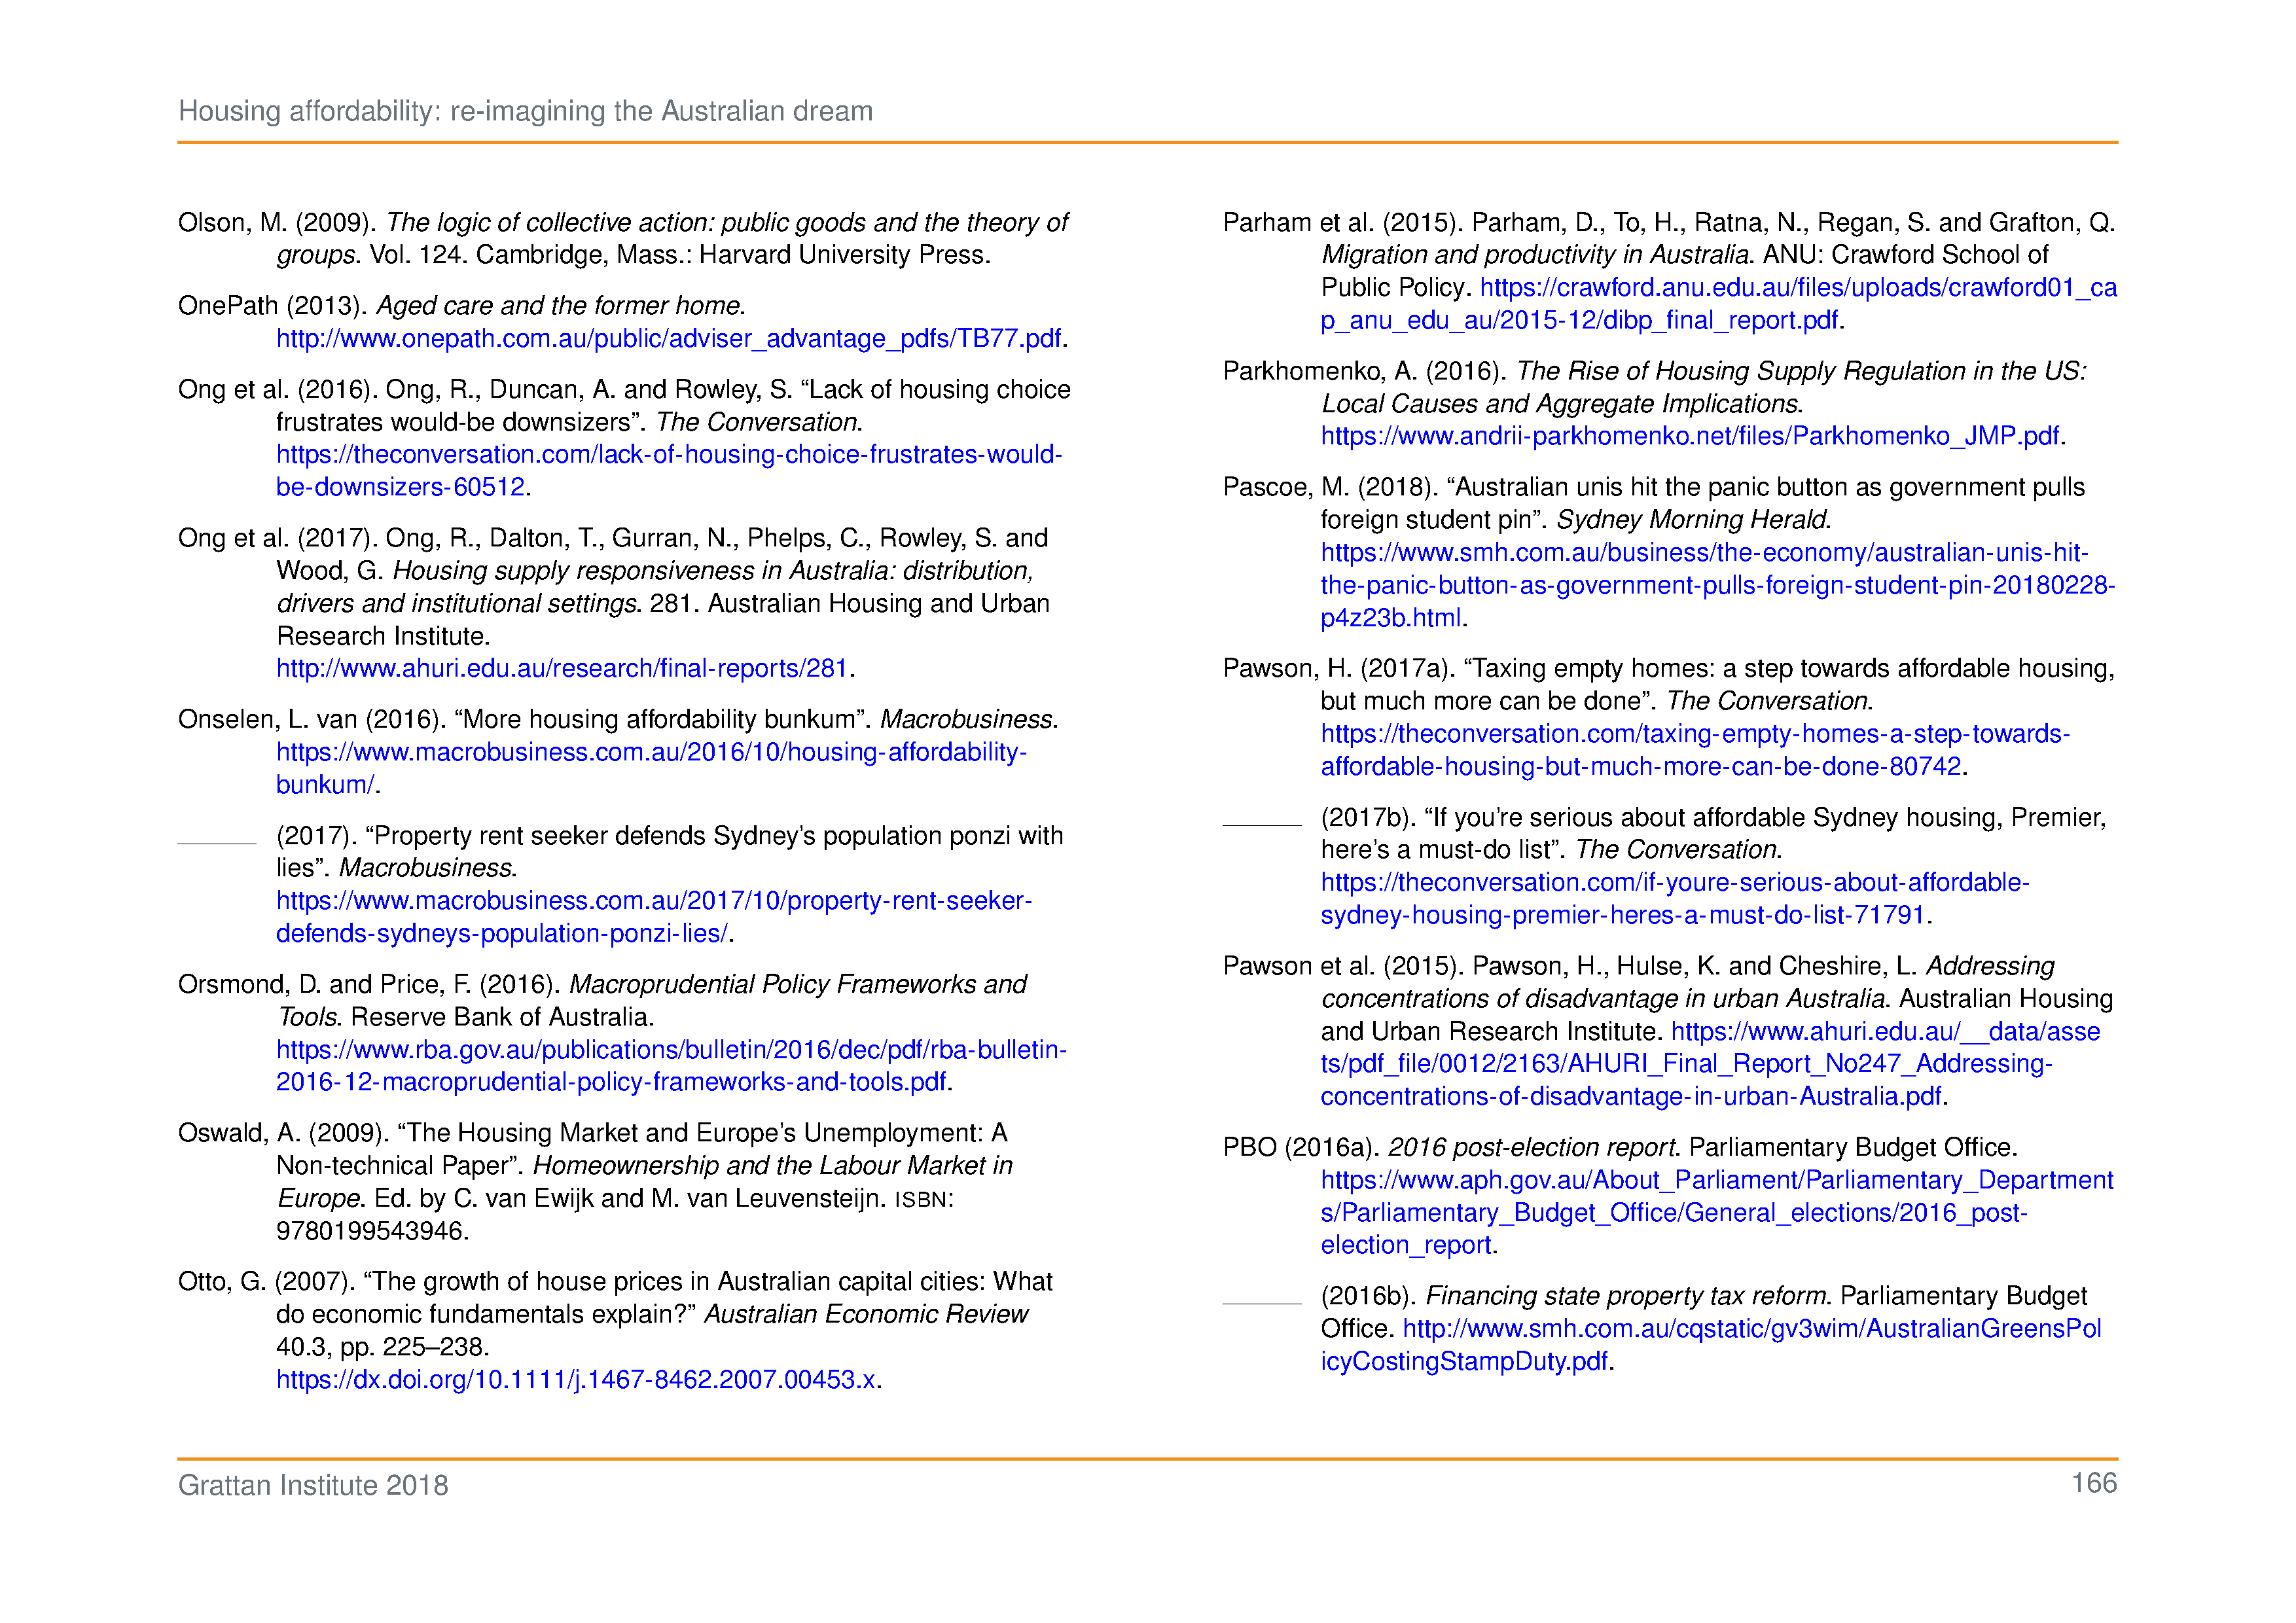 Housing affordability: re-imagining the Australian dream
Olson, M. (2009). The logic of collective action: public goods and the theory of
groups. Vol. 124. Cambridge, Mass.: Harvard University Press.
OnePath (2013). Aged care and the former home.
http://www.onepath.com.au/public/adviser_advantage_pdfs/TB77.pdf.
Ong et al. (2016). Ong, R., Duncan, A. and Rowley, S. “Lack of housing choice
frustrates would-be downsizers”. The Conversation.
https://theconversation.com/lack-of-housing-choice-frustrates-would-
be-downsizers-60512.
Ong et al. (2017). Ong, R., Dalton, T., Gurran, N., Phelps, C., Rowley, S. and
Wood, G. Housing supply responsiveness in Australia: distribution,
drivers and institutional settings. 281. Australian Housing and Urban
Research Institute.
http://www.ahuri.edu.au/research/final-reports/281.
Onselen, L. van (2016). “More housing affordability bunkum”. Macrobusiness.
https://www.macrobusiness.com.au/2016/10/housing-affordability-
bunkum/.
(2017). “Property rent seeker defends Sydney’s population ponzi with
lies”. Macrobusiness.
https://www.macrobusiness.com.au/2017/10/property-rent-seeker-
defends-sydneys-population-ponzi-lies/.
Orsmond, D. and Price, F. (2016). Macroprudential Policy Frameworks and
Tools. Reserve Bank of Australia.
https://www.rba.gov.au/publications/bulletin/2016/dec/pdf/rba-bulletin-
2016-12-macroprudential-policy-frameworks-and-tools.pdf.
Oswald, A. (2009). “The Housing Market and Europe’s Unemployment: A
Non-technical Paper”. Homeownership and the Labour Market in
Europe. Ed. by C. van Ewijk and M. van Leuvensteijn. ISBN:
9780199543946.
Otto, G. (2007). “The growth of house prices in Australian capital cities: What
do economic fundamentals explain?” Australian Economic Review
40.3, pp. 225–238.
https://dx.doi.org/10.1111/j.1467-8462.2007.00453.x.
Parham et al. (2015). Parham, D., To, H., Ratna, N., Regan, S. and Grafton, Q.
Migration and productivity in Australia. ANU: Crawford School of
Public Policy. https://crawford.anu.edu.au/files/uploads/crawford01_ca
p_anu_edu_au/2015-12/dibp_final_report.pdf.
Parkhomenko, A. (2016). The Rise of Housing Supply Regulation in the US:
Local Causes and Aggregate Implications.
https://www.andrii-parkhomenko.net/files/Parkhomenko_JMP.pdf.
Pascoe, M. (2018). “Australian unis hit the panic button as government pulls
foreign student pin”. Sydney Morning Herald.
https://www.smh.com.au/business/the-economy/australian-unis-hit-
the-panic-button-as-government-pulls-foreign-student-pin-20180228-
p4z23b.html.
Pawson, H. (2017a). “Taxing empty homes: a step towards affordable housing,
but much more can be done”. The Conversation.
https://theconversation.com/taxing-empty-homes-a-step-towards-
affordable-housing-but-much-more-can-be-done-80742.
(2017b). “If you’re serious about affordable Sydney housing, Premier,
here’s a must-do list”. The Conversation.
https://theconversation.com/if-youre-serious-about-affordable-
sydney-housing-premier-heres-a-must-do-list-71791.
Pawson et al. (2015). Pawson, H., Hulse, K. and Cheshire, L. Addressing
concentrations of disadvantage in urban Australia. Australian Housing
and Urban Research Institute. https://www.ahuri.edu.au/__data/asse
ts/pdf_file/0012/2163/AHURI_Final_Report_No247_Addressing-
concentrations-of-disadvantage-in-urban-Australia.pdf.
PBO (2016a). 2016 post-election report. Parliamentary Budget Office.
https://www.aph.gov.au/About_Parliament/Parliamentary_Department
s/Parliamentary_Budget_Office/General_elections/2016_post-
election_report.
(2016b). Financing state property tax reform. Parliamentary Budget
Office. http://www.smh.com.au/cqstatic/gv3wim/AustralianGreensPol
icyCostingStampDuty.pdf.
Grattan Institute 2018
166